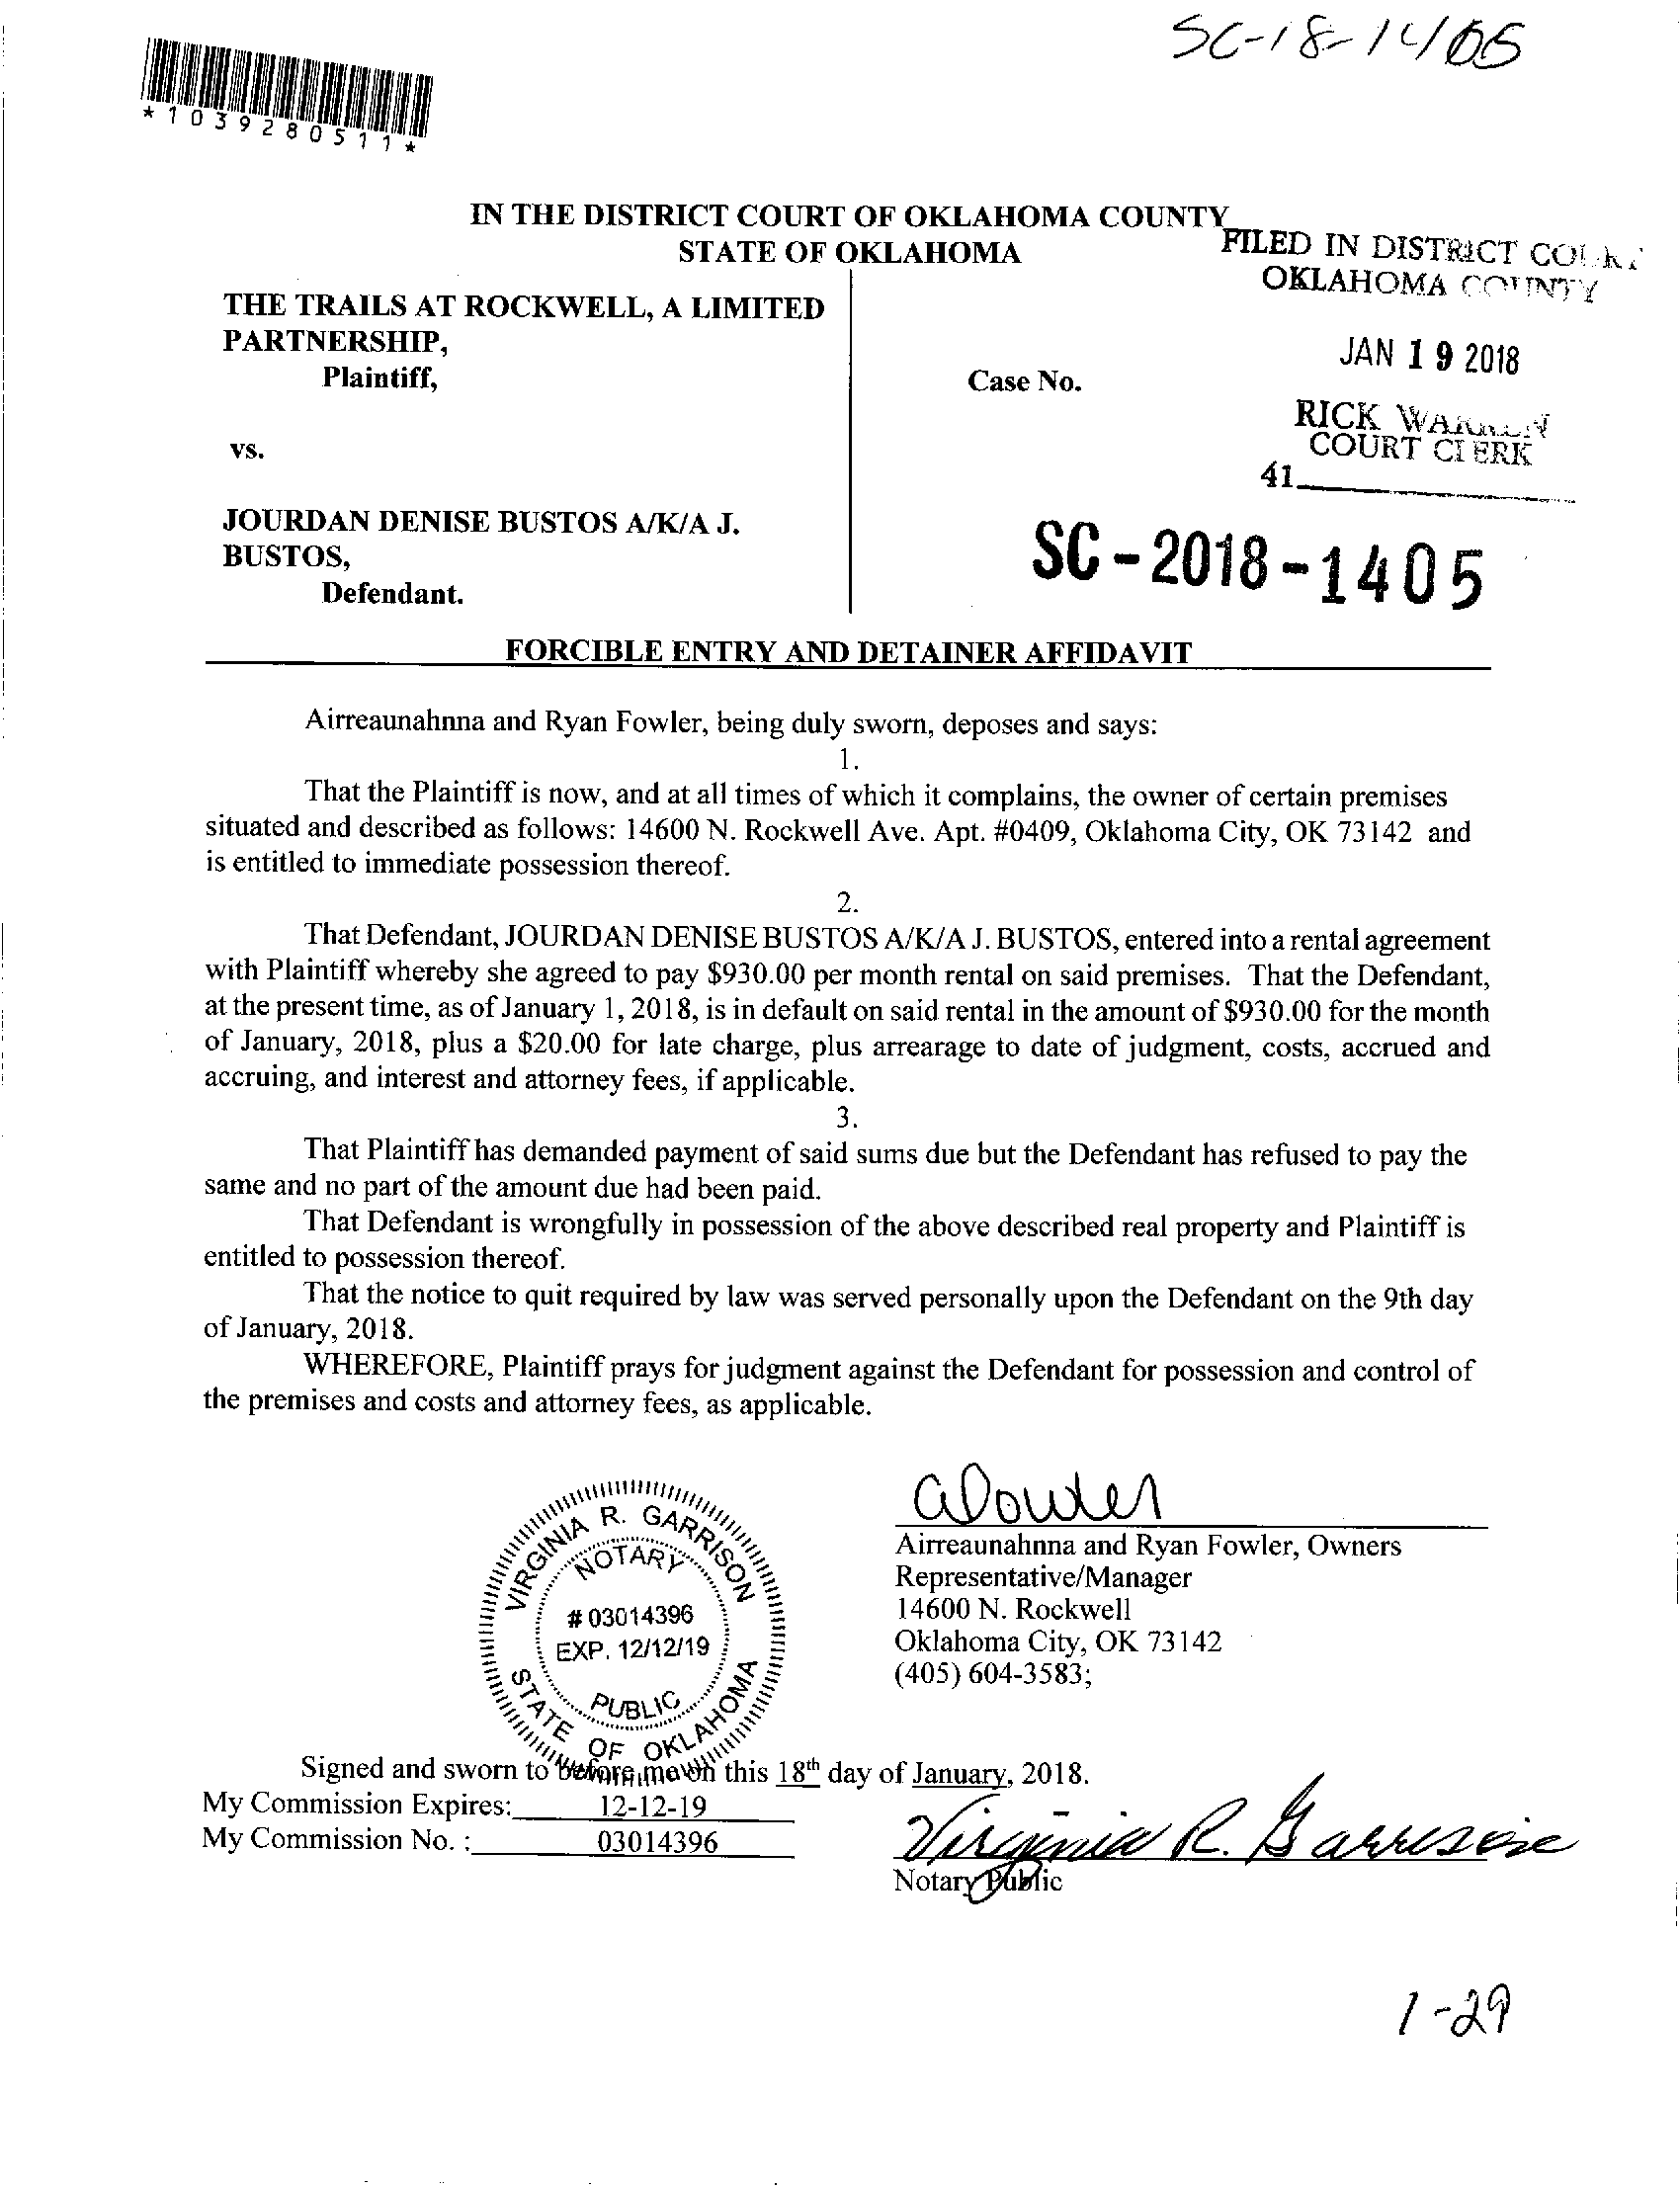 SC-18-1405
*1039280511*
IN THE DISTRICT COURT OF OKLAHOMA COUNTY
STATE OF OKLAHOMA
FILED IN DISTRICT COURT
OKLAHOMA COUNTY
THE TRAILS AT ROCKWELL, A LIMITED
PARTNERSHIP,
Plaintiff,
JAN 19 2018
Case No.
RICK WARREN
COURT CLERK
vs.
41
JOURDAN DENISE BUSTOS A/K/A J.
BUSTOS,
Defendant.
SC-2018-1405
FORCIBLE ENTRY AND DETAINER AFFIDAVIT
Airreaunahnna and Ryan Fowler, being duly sworn, deposes and says:
1.
That the Plaintiff is now, and at all times of which it complains, the owner of certain premises
situated and described as follows: 14600 N. Rockwell Ave. Apt. #0409, Oklahoma City, OK 73142 and
is entitled to immediate possession thereof.
2.
That Defendant, JOURDAN DENISE BUSTOS A/K/A J. BUSTOS, entered into a rental agreement
with Plaintiff whereby she agreed to pay $930.00 per month rental on said premises. That the Defendant,
at the present time, as of January 1, 2018, is in default on said rental in the amount of $930.00 for the month
of January, 2018, plus a $20.00 for late charge, plus arrearage to date of judgment, costs, accrued and
accruing, and interest and attorney fees, if applicable.
3.
That Plaintiff has demanded payment of said sums due but the Defendant has refused to pay the
same and no part of the amount due had been paid.
That Defendant is wrongfully in possession of the above described real property and Plaintiff is
entitled to possession thereof.
That the notice to quit required by law was served personally upon the Defendant on the 9th day
of January, 2018.
WHEREFORE, Plaintiff prays for judgment against the Defendant for possession and control of
the premises and costs and attorney fees, as applicable.
Airreaunahnna and Ryan Fowler, Owners
Representative/Manager
14600 N. Rockwell
Oklahoma City, OK 73142
(405) 604-3583;
VIRGINIA R. GARRISON
NOTARY
# 03014396
EXP. 12/12/19
PUBLIC
STATE OF OKLAHOMA
Signed and sworn to before me on this 18th day of January, 2018.
My Commission Expires: 12-12-19
My Commission No. : 03014396
Virginia R. Garrison
Notary Public
1-29